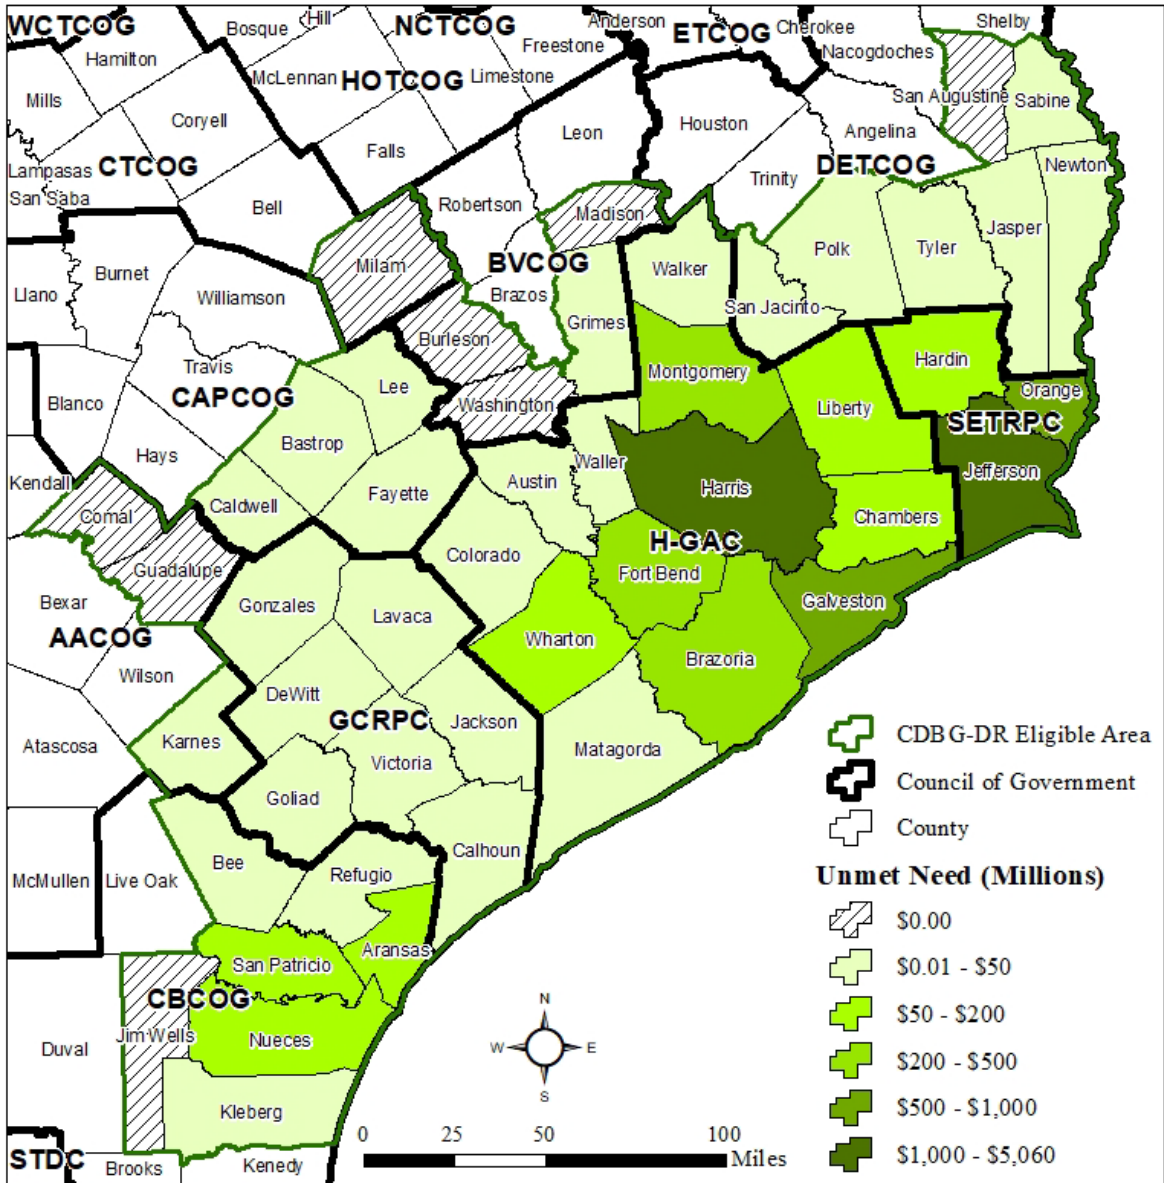 WCTCOG
Hill
Bosque
NCTCOG
Anderson
ETCOG
Cherokee
Shelby
Hamilton
Freestone
Nacogdoches
McLennan
HOTCOG
Limestone
Mills
San Augustine
Sabine
Coryell
Leon
Houston
Angelina
Lampasas
CTCOG
Falls
DETCOG
Newton
San Saba
Bell
Robertson
Madison
Trinity
Jasper
Burnet
Milam
BVCOG
Walker
Polk
Tyler
Llano
Williamson
Brazos
San Jacinto
Grimes
Burleson
Travis
Lee
Montgomery
Hardin
Blanco
CAPCOG
Washington
Liberty
Orange
Bastrop
SETRPC
Hays
Waller
Jefferson
Kendall
Austin
Harris
Caldwell
Fayette
Comal
Chambers
H-GAC
Colorado
Guadalupe
Fort Bend
Bexar
Gonzales
Galveston
Lavaca
AACOG
Wharton
Brazoria
Wilson
DeWitt
GCRPC
Jackson
Atascosa
Karnes
Matagorda
Victoria
Goliad
Calhoun
Bee
McMullen
Live Oak
Refugio
Aransas
San Patricio
CBCOG
Jim Wells
Duval
Nueces
Kleberg
STDC
Brooks
Kenedy
N
W
E
S
0 25 50 100
Miles
CDBG-DR Eligible Area
Council of Government
County
Unmet Need (Millions)
$0.00
$0.01 - $50
$50 - $200
$200 - $500
$500 - $1,000
$1,000 - $5,060